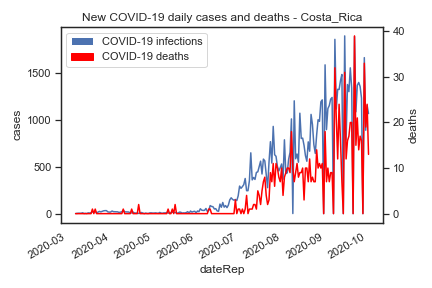 New COVID-19 daily cases and deaths - Costa_Rica
COVID-19 infections
COVID-19 deaths
cases
1500
1000
500
0
deaths
40
30
20
10
0
2020-03
2020-04
2020-05
2020-06
2020-07
2020-08
2020-09
2020-10
dateRep